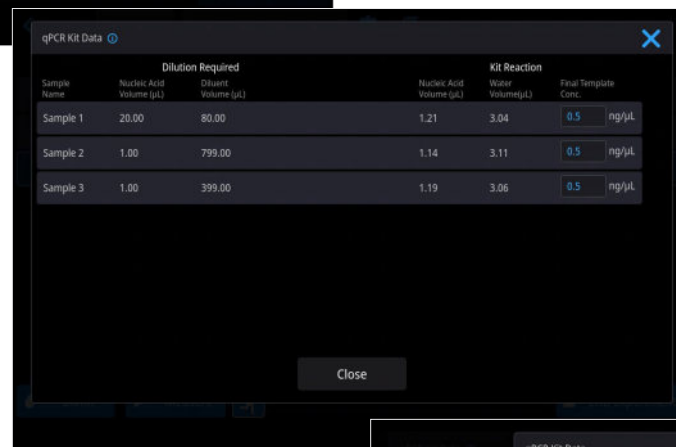 qPCR Kit Data
Dilution Required Kit Reaction
Sample Name Nucleic Acid Volume (µL) Diluent Volume (µL) Nucleic Acid Volume (µL) Water Volume(µL) Final Template Conc.
Sample 1 20.00 80.00 1.21 3.04 0.5 ng/µL
Sample 2 1.00 799.00 1.14 3.11 0.5 ng/µL
Sample 3 1.00 399.00 1.19 3.06 0.5 ng/µL
Close
qPCR Kit Data